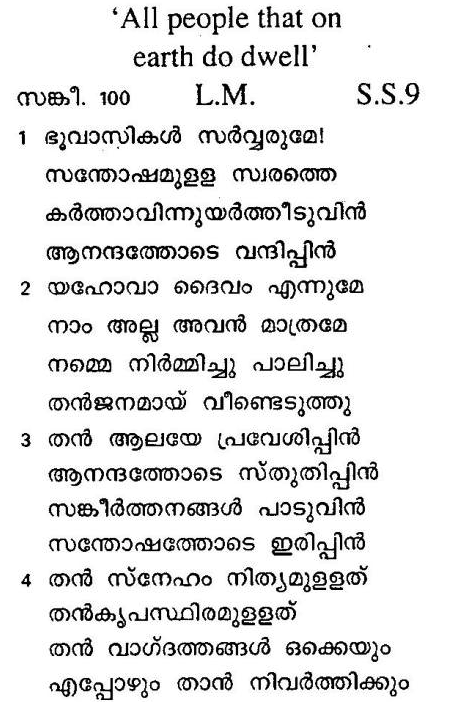 ‘All people that on
earth do dwell’
സങ്കീ. 100 L.M. S.S.9
1 ഭൂവാസികൾ സർവ്വരുമേ!
സന്തോഷമുളള സ്വരത്തെ
കർത്താവിന്നുയർത്തീടുവിൻ
ആനന്ദത്തോടെ വന്ദിപ്പിൻ
2 യഹോവാ ദൈവം എന്നുമേ
നാം അല്ല അവൻ മാത്രമേ
നമ്മെ നിർമ്മിച്ചു പാലിച്ചു
തൻജനമായ് വീണ്ടെടുത്തു
3 തൻ ആലയേ പ്രവേശിപ്പിൻ
ആനന്ദത്തോടെ സ്തുതിപ്പിൻ
സങ്കീർത്തനങ്ങൾ പാടുവിൻ
സന്തോഷത്തോടെ ഇരിപ്പിൻ
4 തൻ സ്നേഹം നിത്യമുളളത്
തൻകൃപസ്ഥിരമുളളത്
തൻ വാഗ്ദത്തങ്ങൾ ഒക്കെയും
എപ്പോഴും താൻ നിവർത്തിക്കും